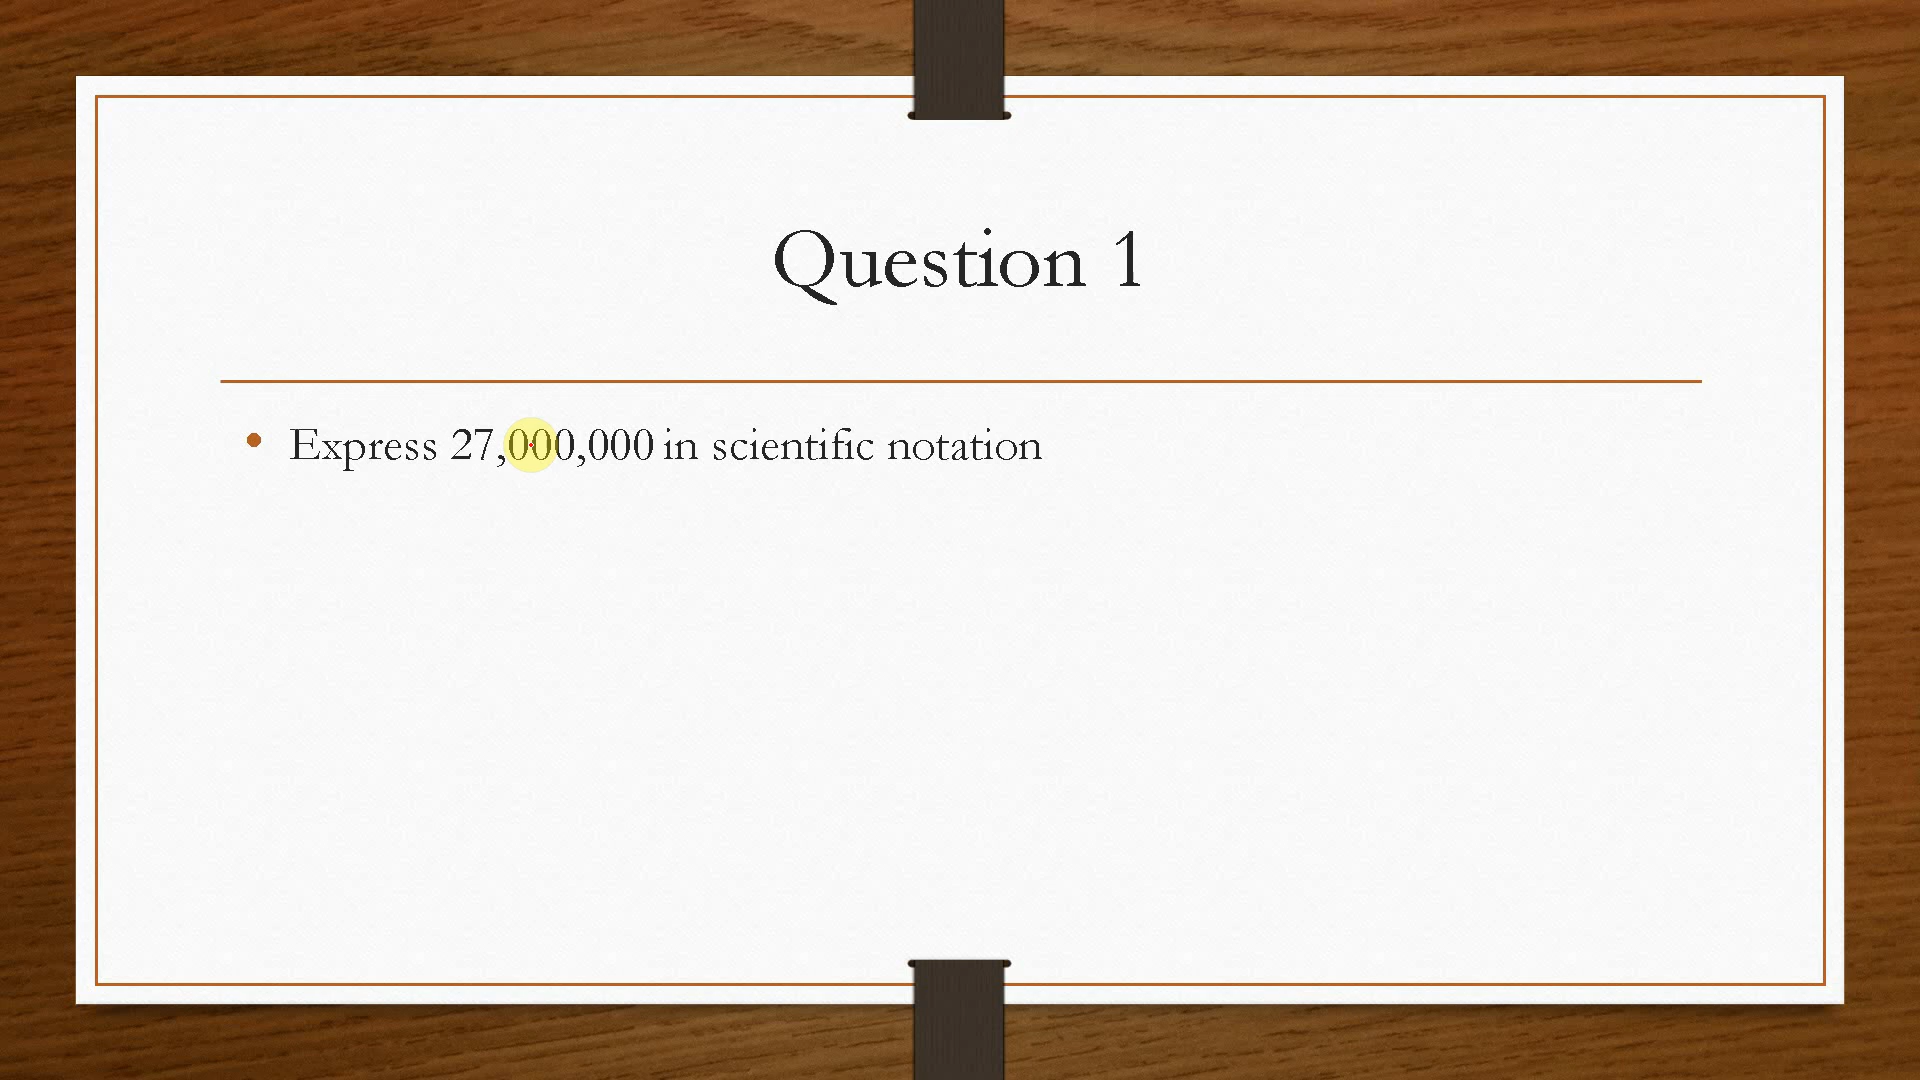 Question 1
• Express 27,000,000 in scientific notation